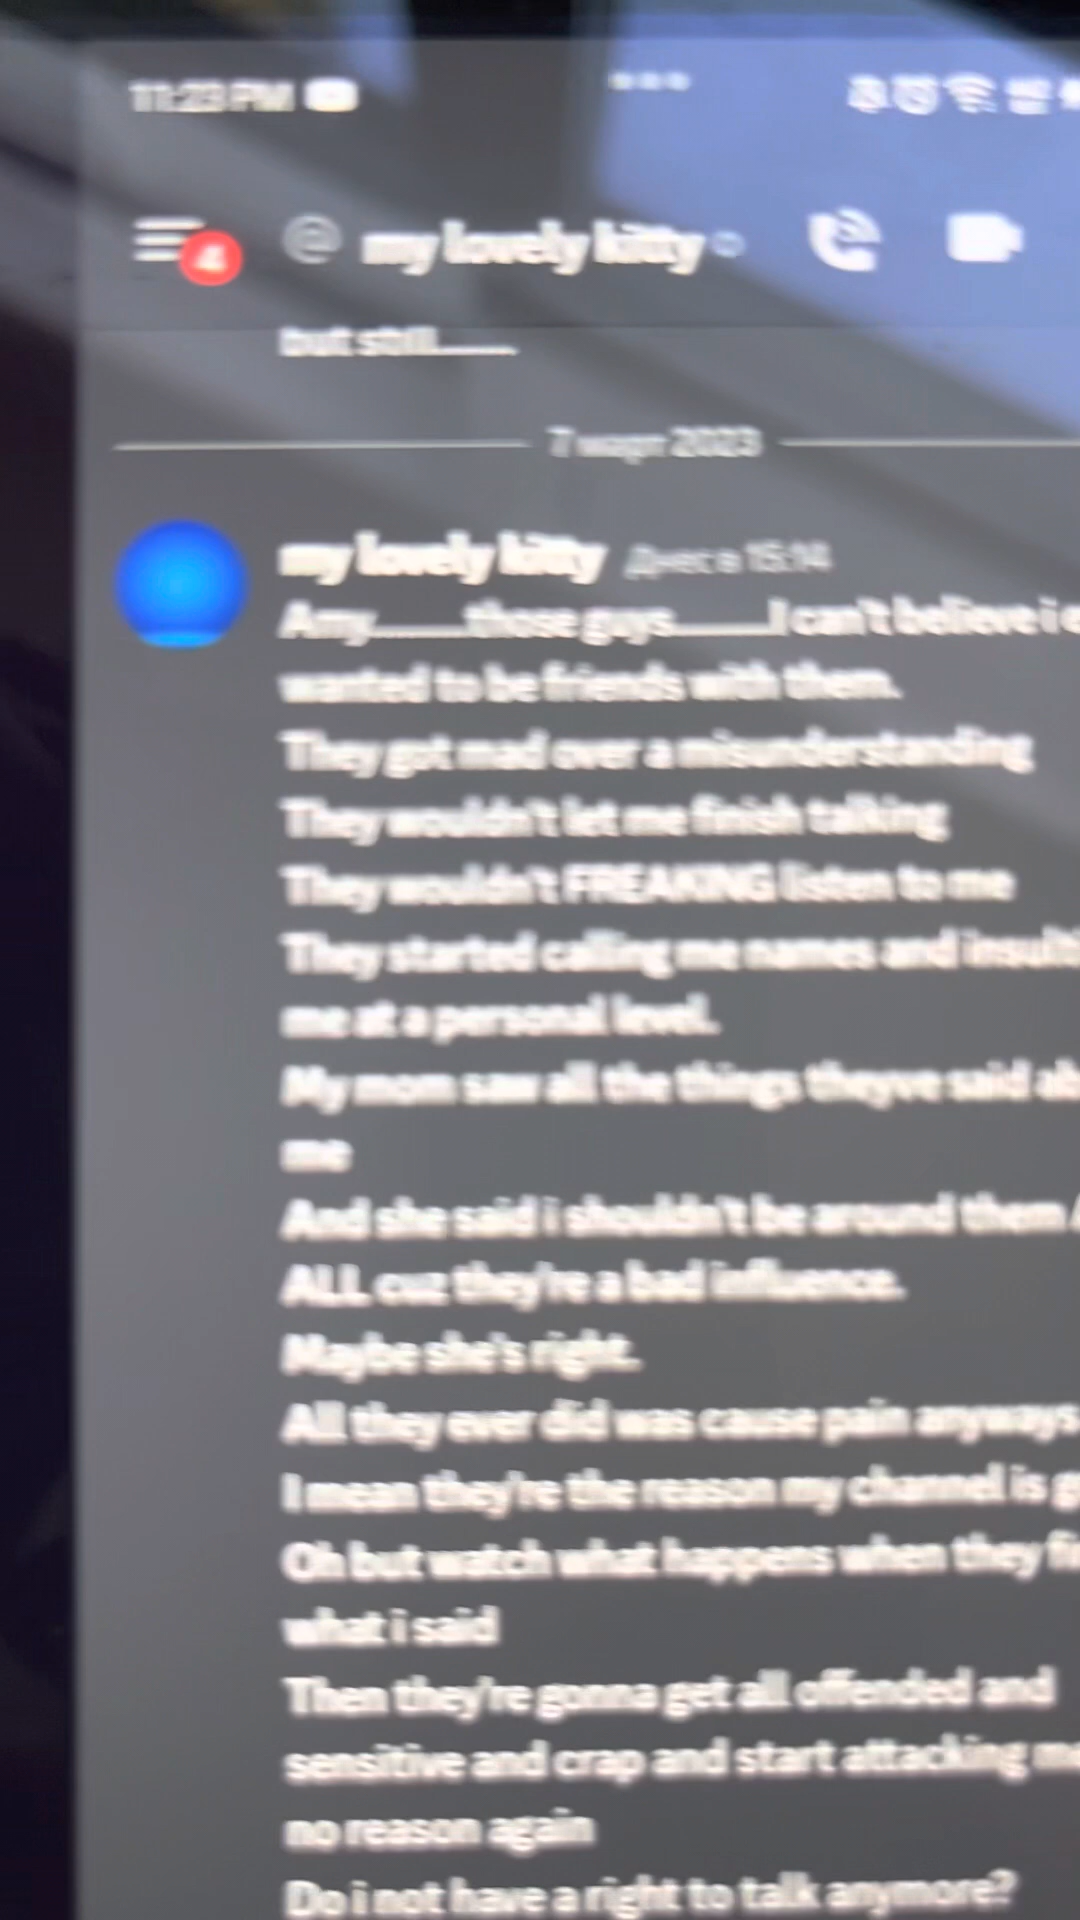 11:23 PM
4 @ my lovely kitty
but still........
7 март 2023
my lovely kitty Днес в 15:14
Amy..........those guys...........I can't believe i
wanted to be friends with them.
They got mad over a misunderstanding
They wouldn't let me finish talking
They wouldn't FREAKING listen to me
They started calling me names and
me at a personal level.
My mom saw all the things theyve said
me
And she said i shouldn't be around them
ALL cuz they're a bad influence.
Maybe she's right.
All they ever did was cause pain anyways
I mean they're the reason my channel is
Oh but watch what happens when they
what i said
Then they're gonna get all offended and
sensitive and crap and start attacking
no reason again
Do i not have a right to talk anymore?